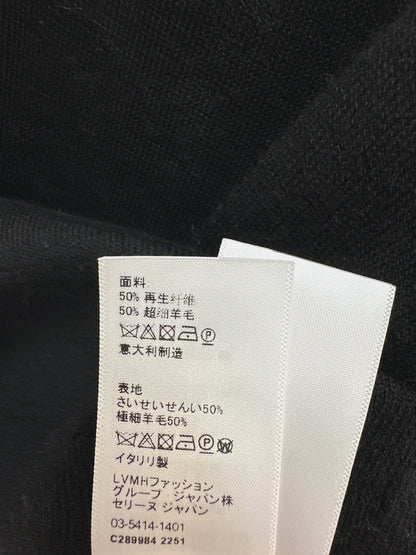 面料
50% 再生纤维
50% 超细羊毛
意大利制造
表地
さいせいせんい50%
極細羊毛50%
イタリリ製
LVMHファッション
グループ ジャパン株
セリーヌ ジャパン
03-5414-1401
C289984 2251